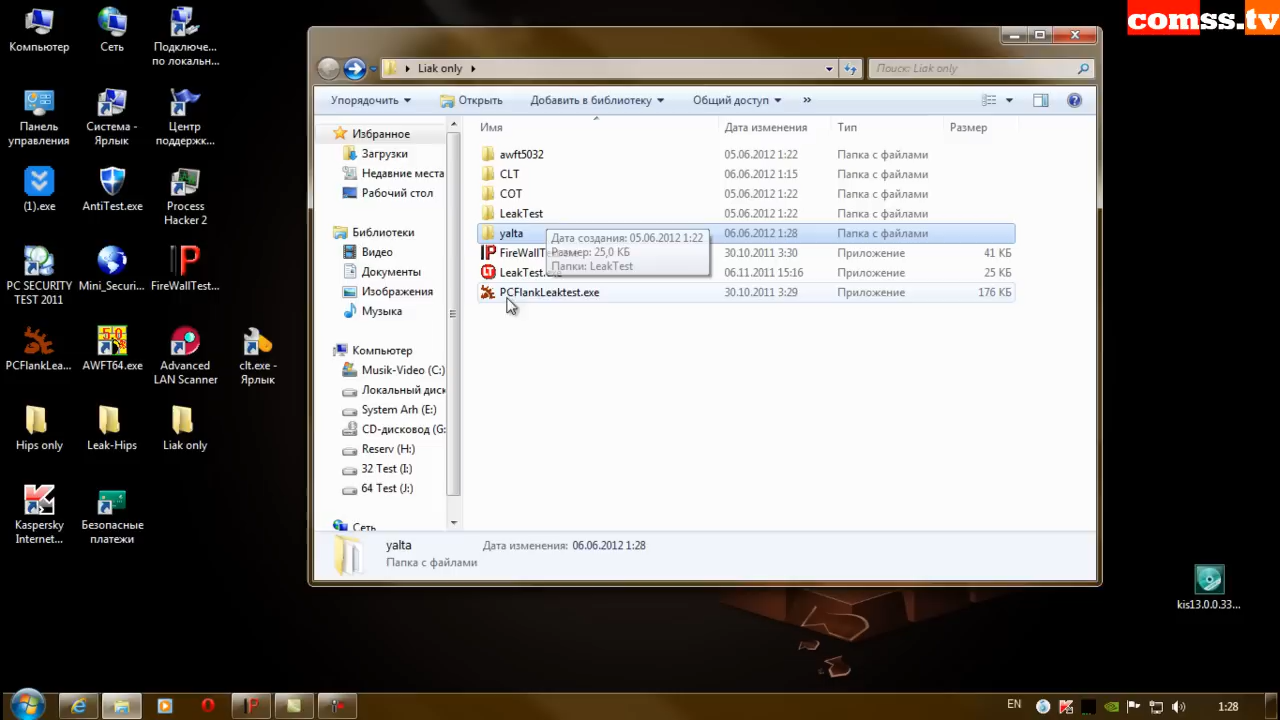 comss.tv
Компьютер
Сеть
Подключе...
по локальн...
Панель
управления
Система -
Ярлык
Центр
поддержк...
(1).exe
AntiTest.exe
Process
Hacker 2
PC SECURITY
TEST 2011
Mini_Securi...
FireWallTes...
PCFlankLea...
AWFT64.exe
Advanced
LAN Scanner
clt.exe -
Ярлык
Hips only
Leak-Hips
Liak only
Kaspersky
Internet...
Безопасные
платежи
kis13.0.0.33...
Liak only
Поиск: Liak only
Упорядочить
Открыть
Добавить в библиотеку
Общий доступ
»
Избранное
Загрузки
Недавние места
Рабочий стол
Библиотеки
Видео
Документы
Изображения
Музыка
Компьютер
Musik-Video (C:)
Локальный диск
System Arh (E:)
CD-дисковод (G:
Reserv (H:)
32 Test (I:)
64 Test (J:)
Сеть
Имя Дата изменения Тип Размер
awft5032 05.06.2012 1:22 Папка с файлами
CLT 06.06.2012 1:15 Папка с файлами
COT 05.06.2012 1:22 Папка с файлами
LeakTest 05.06.2012 1:22 Папка с файлами
yalta 06.06.2012 1:28 Папка с файлами
FireWallT 30.10.2011 3:30 Приложение 41 КБ
LeakTest.exe 06.11.2011 15:16 Приложение 25 КБ
PCFlankLeaktest.exe 30.10.2011 3:29 Приложение 176 КБ
Дата создания: 05.06.2012 1:22
Размер: 25,0 КБ
Папки: LeakTest
yalta Дата изменения: 06.06.2012 1:28
Папка с файлами
EN
1:28